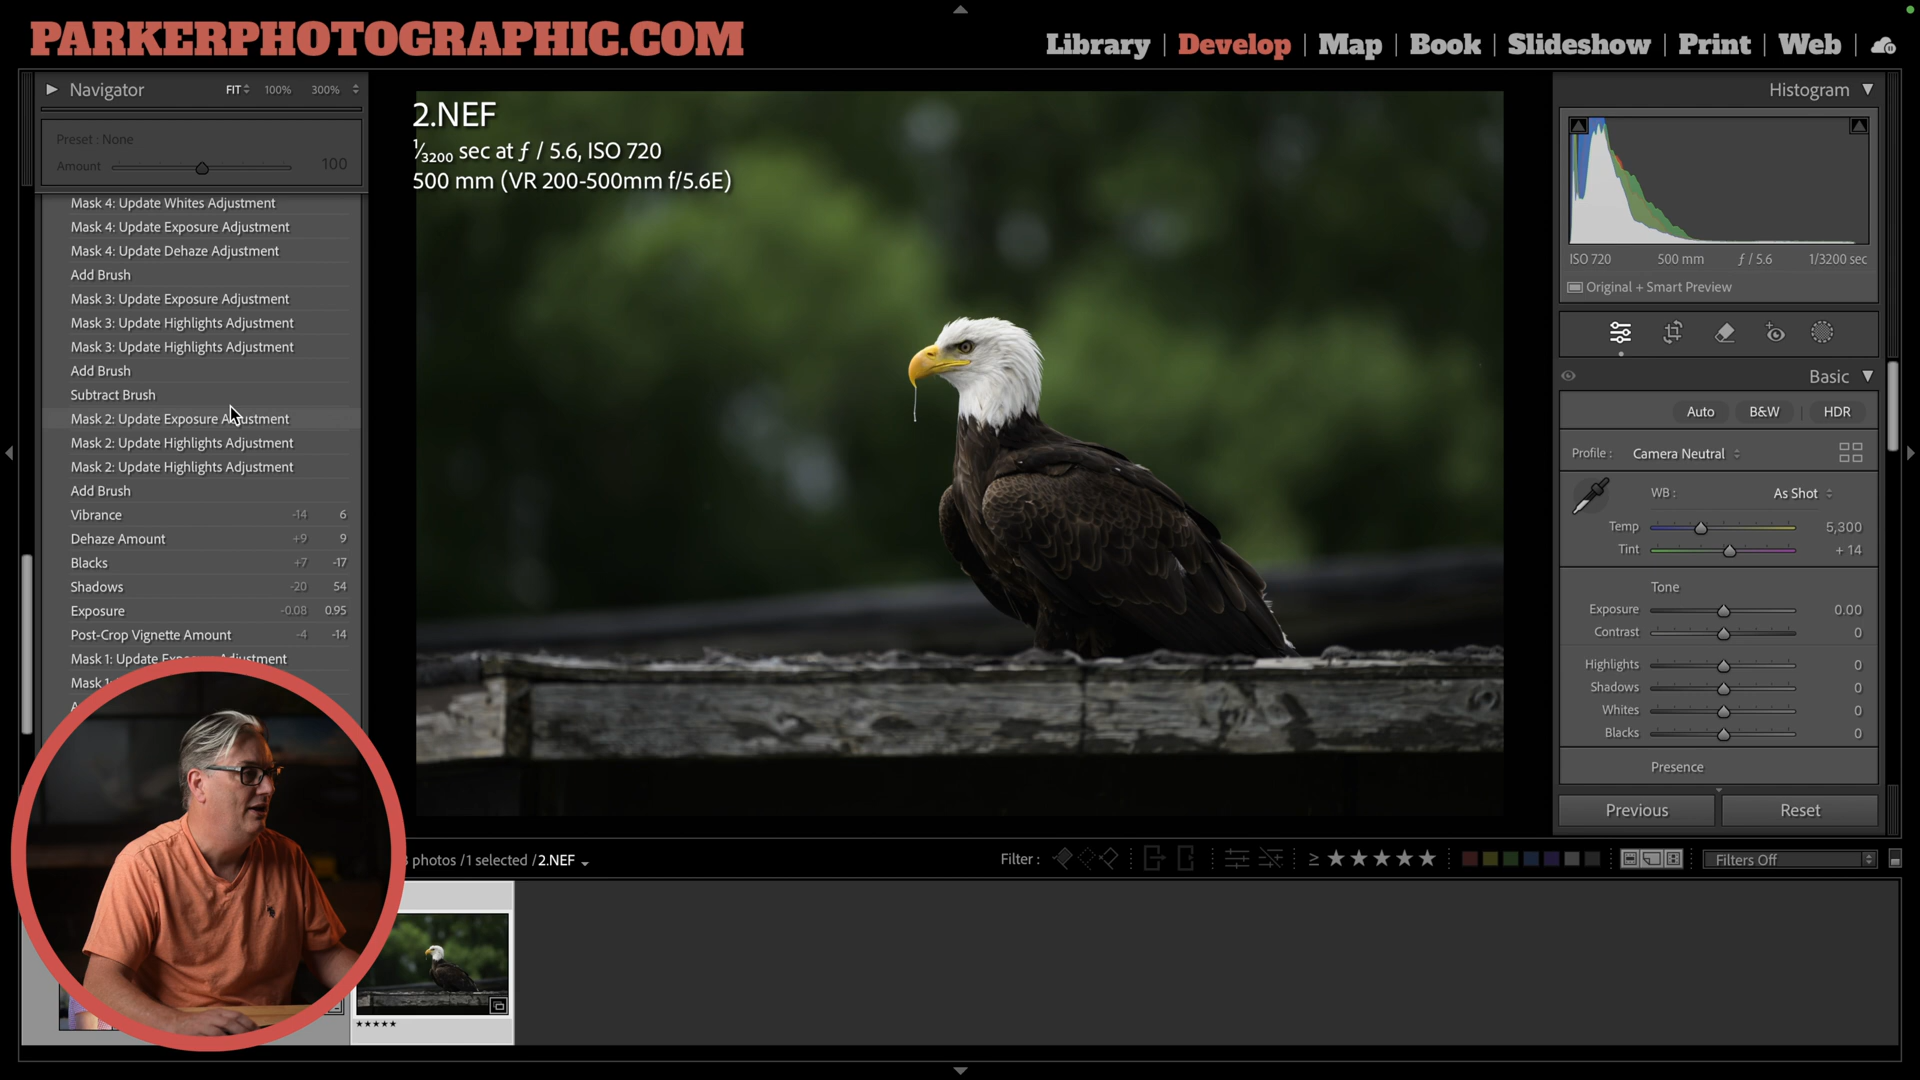 PARKERPHOTOGRAPHIC.COM
Library | Develop | Map | Book | Slideshow | Print | Web |
Navigator FIT 100% 300%
Preset : None
Amount 100
Mask 4: Update Whites Adjustment
Mask 4: Update Exposure Adjustment
Mask 4: Update Dehaze Adjustment
Add Brush
Mask 3: Update Exposure Adjustment
Mask 3: Update Highlights Adjustment
Mask 3: Update Highlights Adjustment
Add Brush
Subtract Brush
Mask 2: Update Exposure Adjustment
Mask 2: Update Highlights Adjustment
Mask 2: Update Highlights Adjustment
Add Brush
Vibrance -14 6
Dehaze Amount +9 9
Blacks +7 -17
Shadows -20 54
Exposure -0.08 0.95
Post-Crop Vignette Amount -4 -14
Mask 1: Update Exposure Adjustment
Mask 1
2.NEF
1/3200 sec at ƒ / 5.6, ISO 720
500 mm (VR 200-500mm f/5.6E)
Histogram
ISO 720 500 mm ƒ / 5.6 1/3200 sec
Original + Smart Preview
Basic
Auto B&W | HDR
Profile : Camera Neutral
WB : As Shot
Temp 5,300
Tint + 14
Tone
Exposure 0.00
Contrast 0
Highlights 0
Shadows 0
Whites 0
Blacks 0
Presence
Previous Reset
photos /1 selected /2.NEF
Filter : ≥ ★★★★★ Filters Off
★★★★★